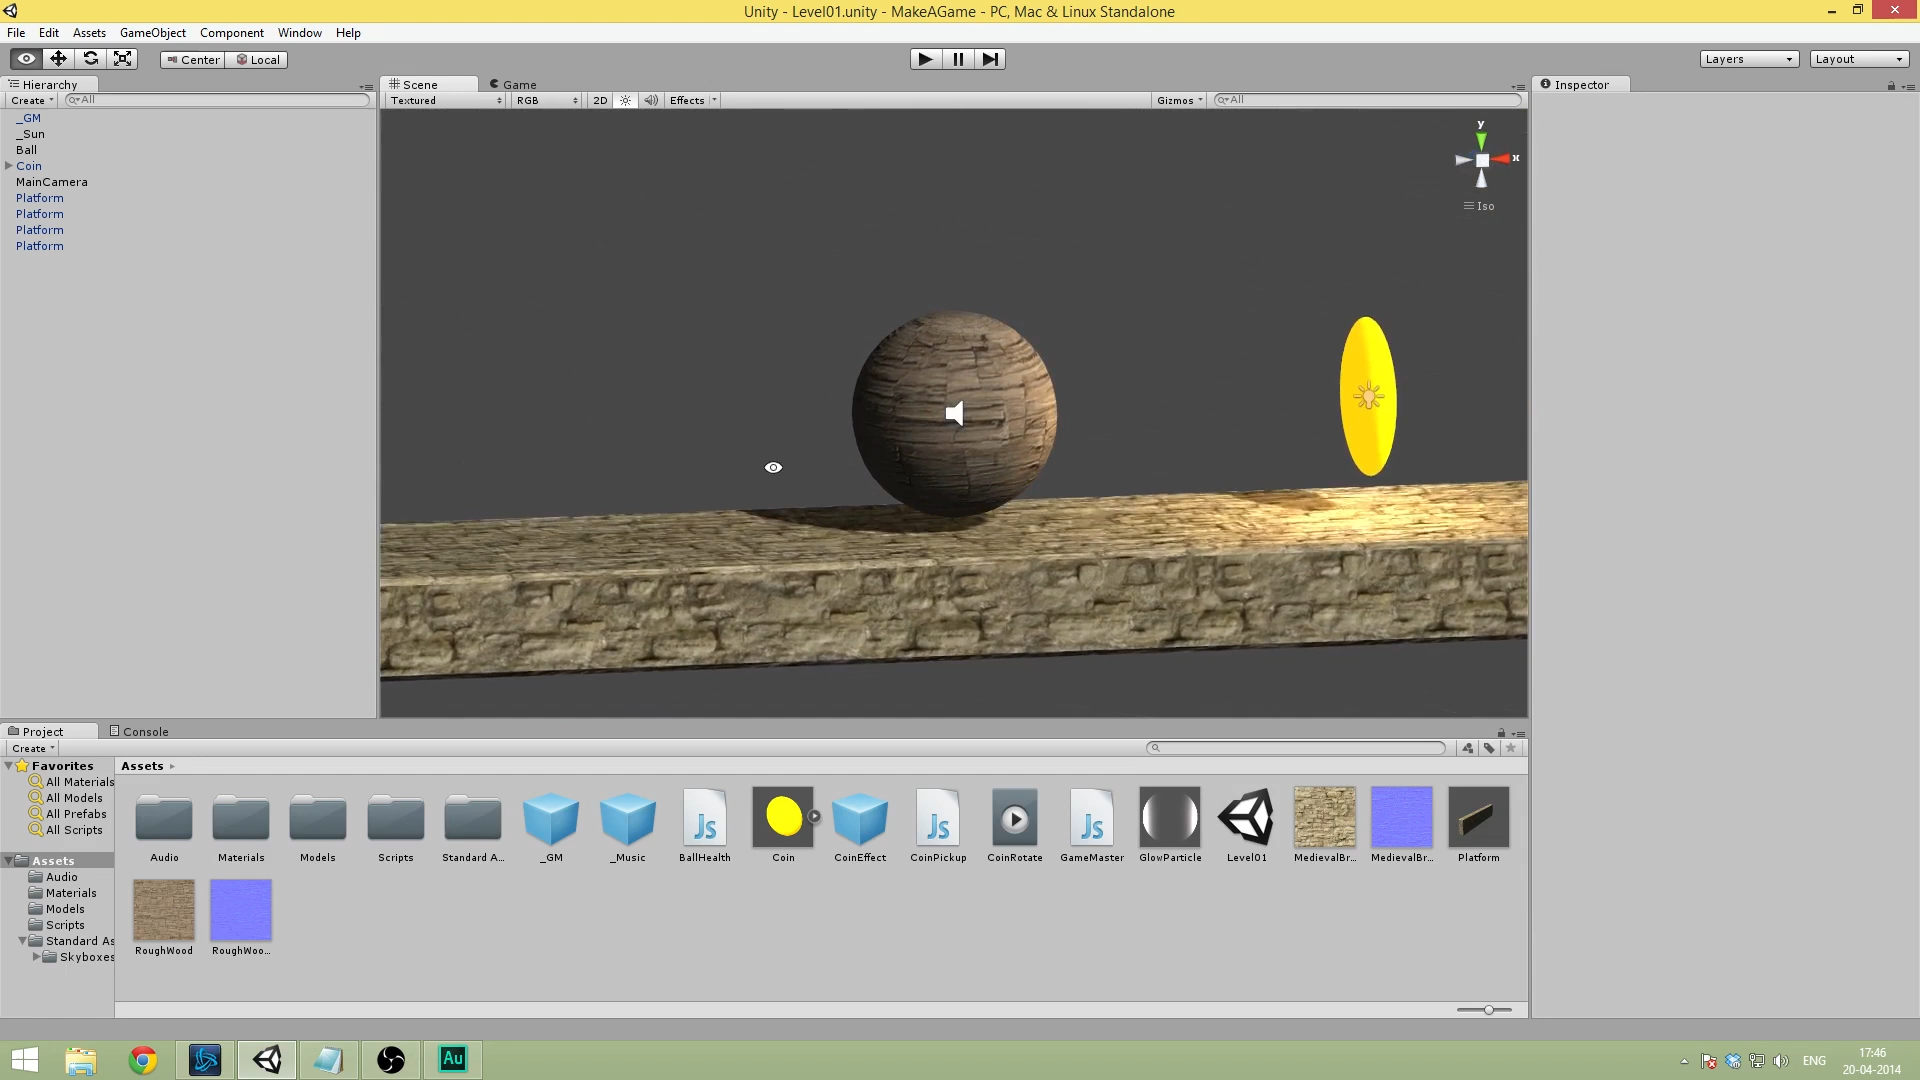 Unity - Level01.unity - MakeAGame - PC, Mac & Linux Standalone
File Edit Assets GameObject Component Window Help
Center Local Layers Layout
Hierarchy
Create All
_GM
_Sun
Ball
Coin
MainCamera
Platform
Platform
Platform
Platform
Scene Game
Textured RGB 2D Effects Gizmos All
y
x
Iso
Inspector
Project Console
Create
Favorites
All Materials
All Models
All Prefabs
All Scripts
Assets
Audio
Materials
Models
Scripts
Standard As
Skyboxes
Assets
Audio Materials Models Scripts Standard A... _GM _Music BallHealth Coin CoinEffect CoinPickup CoinRotate GameMaster GlowParticle Level01 MedievalBr... MedievalBr... Platform
Js Js Js
RoughWood RoughWoo...
Au
ENG
17:46
20-04-2014